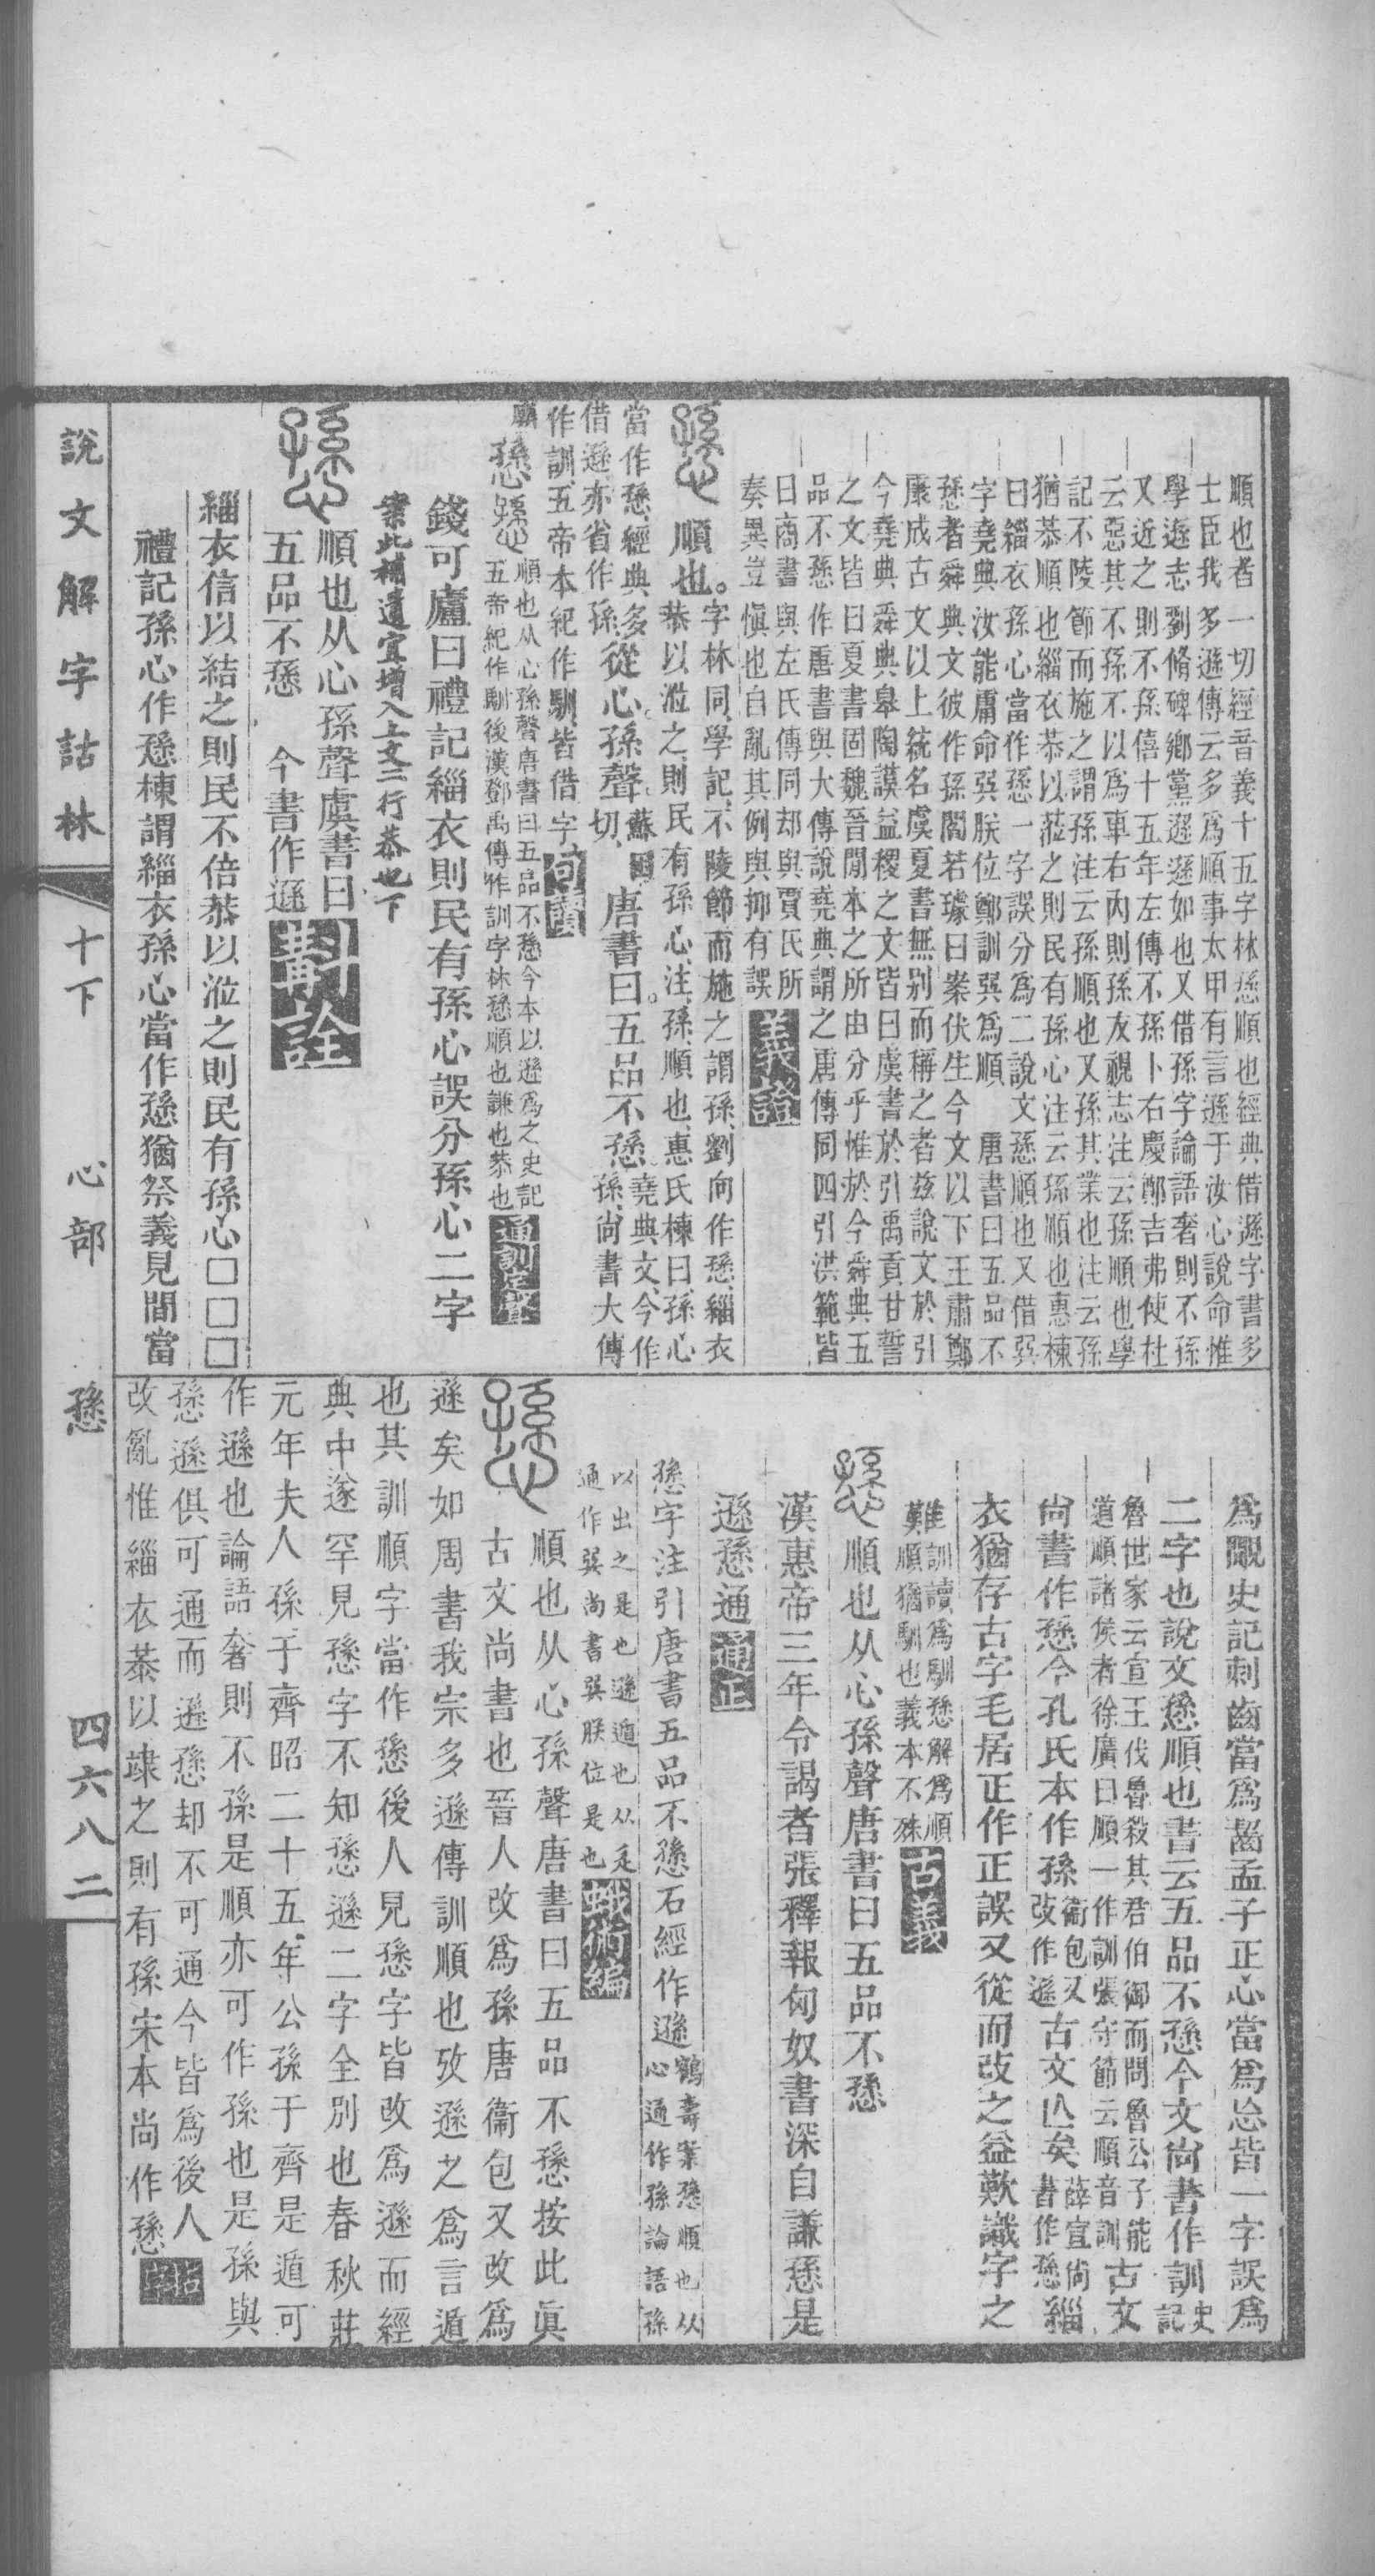 順也者一切經音義十五字林愻順也經典借遜字書多
士臣我多遜傳云多爲順事太甲有言遜于汝心說命惟
學遜志劉脩碑鄉黨遜遜如也又借孫字論語奢則不孫
又近之則不孫僖十五年左傳不孫卜右慶鄭吉弗使杜
云惡其不孫不以爲車右內則孫友視志注云孫順也學
記不陵節而施之謂孫注云孫順也又孫其業也注云孫
猶恭順也緇衣恭以涖之則民有孫心注云孫順也惠棟
曰緇衣孫心當作愻一字誤分爲二說文愻順也又借巽
字堯典汝能庸命巽朕位鄭訓巽爲順　唐書曰五品不
愻者舜典文彼作孫閻若璩曰案伏生今文以下王肅鄭
康成古文以上統名虞夏書無別而稱之者玆說文於引
今堯典舜典皐陶謨益稷之文皆曰虞書於引禹貢甘誓
之文皆曰夏書固魏晉閒本之所由分乎惟於今舜典五
品不愻作唐書與大傳說堯典謂之唐傳同四引洪範皆
曰商書與左氏傳同却與賈氏所
奏異豈愼也自亂其例與抑有誤義證
愻順也。字林同、學記、不陵節而施之謂孫、劉向作愻、緇衣
恭以涖之、則民有孫心、注、孫、順也、惠氏棟曰、孫心
當作愻、經典多
借遜、亦省作孫從心。孫聲。蘇困
切、唐書曰。五品不愻。堯典文、今作
孫、尚書大傳
作訓、五帝本紀作馴、皆借字、句讀
愻順也从心孫聲唐書曰五品不愻今本以遜爲之史記
五帝紀作馴後漢鄧禹傳作訓字林愻順也謙也恭也通訓定聲
錢可廬曰禮記緇衣則民有孫心誤分孫心二字
案此補遺宜增入上文二行恭也下
愻順也从心孫聲虞書曰
五品不愻　今書作遜斠詮
緇衣信以結之則民不倍恭以涖之則民有孫心□□□
禮記孫心作愻棟謂緇衣孫心當作愻猶祭義見間當
爲覵史記刺齒當爲齧孟子正心當爲忘皆一字誤爲
二字也說文愻順也書云五品不愻今文尚書作訓史
記
魯世家云宣王伐魯殺其君伯御而問魯公子能
道順諸侯者徐廣曰順一作訓張守節云順音訓古文
尚書作愻今孔氏本作孫衞包又
改作遜古文亾矣薛宣尚
書作愻緇
衣猶存古字毛居正作正誤又從而改之益歎識字之
難訓讀爲馴愻解爲順
順猶馴也義本不殊古義
愻順也从心孫聲唐書曰五品不愻
漢惠帝三年令謁者張釋報匈奴書深自謙愻是
遜愻通通正
愻字注引唐書五品不愻石經作遜鶴壽案愻順也从
心通作孫論語孫
以出之是也遜遁也从辵
通作巽尚書巽朕位是也蛾術編
愻順也从心孫聲唐書曰五品不愻按此眞
古文尚書也晉人改爲孫唐衞包又改爲
遜矣如周書我宗多遜傳訓順也攷遜之爲言遁
也其訓順字當作愻後人見愻字皆改爲遜而經
典中遂罕見愻字不知愻遜二字全別也春秋莊
元年夫人孫于齊昭二十五年公孫于齊是遁可
作遜也論語奢則不孫是順亦可作孫也是孫與
愻遜俱可通而遜愻却不可通今皆爲後人
改亂惟緇衣恭以竦之則有孫宋本尚作愻
說文解字詁林
十下　心部　愻
四六八二